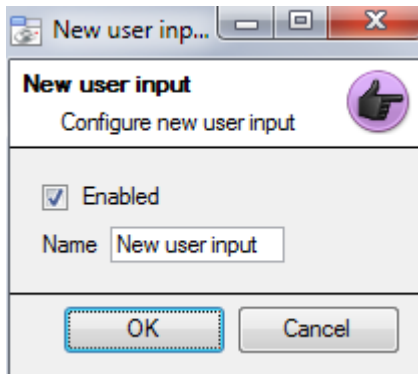 New user inp...
New user input
Configure new user input
Enabled
Name New user input
OK Cancel